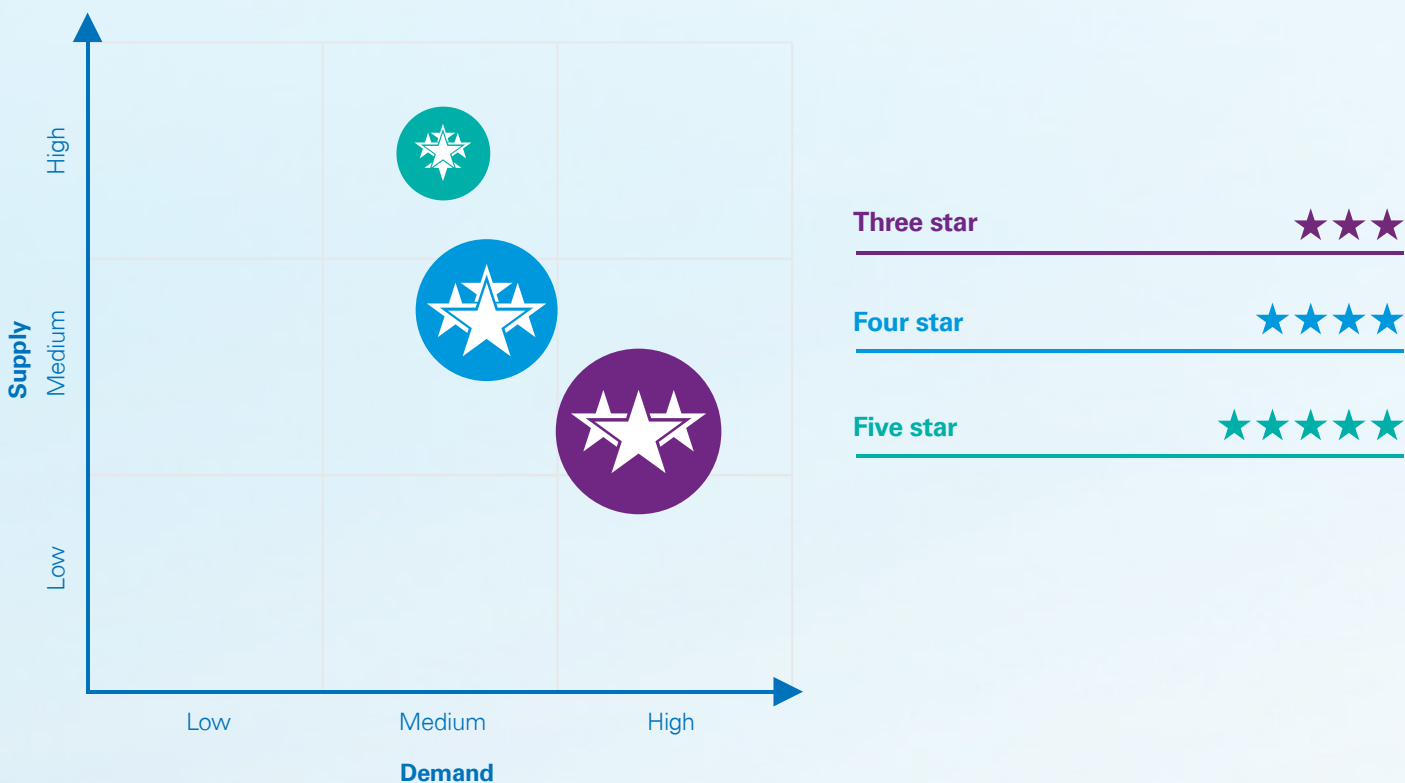 Supply
High
Medium
Low
Low
Medium
High
Demand
Three star
Four star
Five star